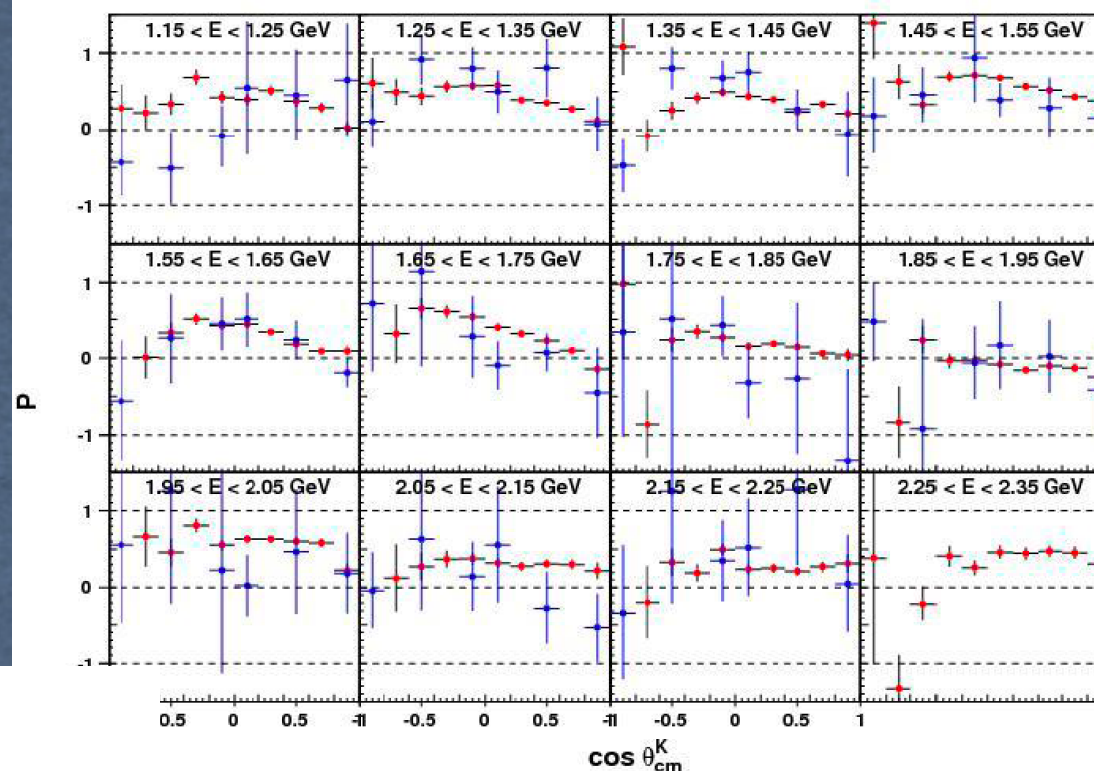 1.15 < E < 1.25 GeV 1.25 < E < 1.35 GeV 1.35 < E < 1.45 GeV 1.45 < E < 1.55 GeV
1
0
-1
1.55 < E < 1.65 GeV 1.65 < E < 1.75 GeV 1.75 < E < 1.85 GeV 1.85 < E < 1.95 GeV
1
0
-1
P
1.95 < E < 2.05 GeV 2.05 < E < 2.15 GeV 2.15 < E < 2.25 GeV 2.25 < E < 2.35 GeV
1
0
-1
0.5 0 0.5 -1 -0.5 0 0.5 -1 -0.5 0 0.5 1
cos θ^K_cm